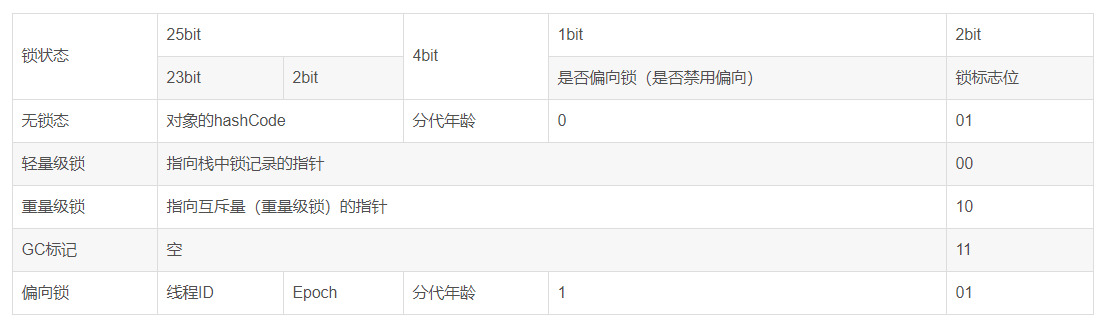 锁状态 25bit 4bit 1bit 2bit
23bit 2bit 是否偏向锁（是否禁用偏向） 锁标志位
无锁态 对象的hashCode 分代年龄 0 01
轻量级锁 指向栈中锁记录的指针 00
重量级锁 指向互斥量（重量级锁）的指针 10
GC标记 空 11
偏向锁 线程ID Epoch 分代年龄 1 01